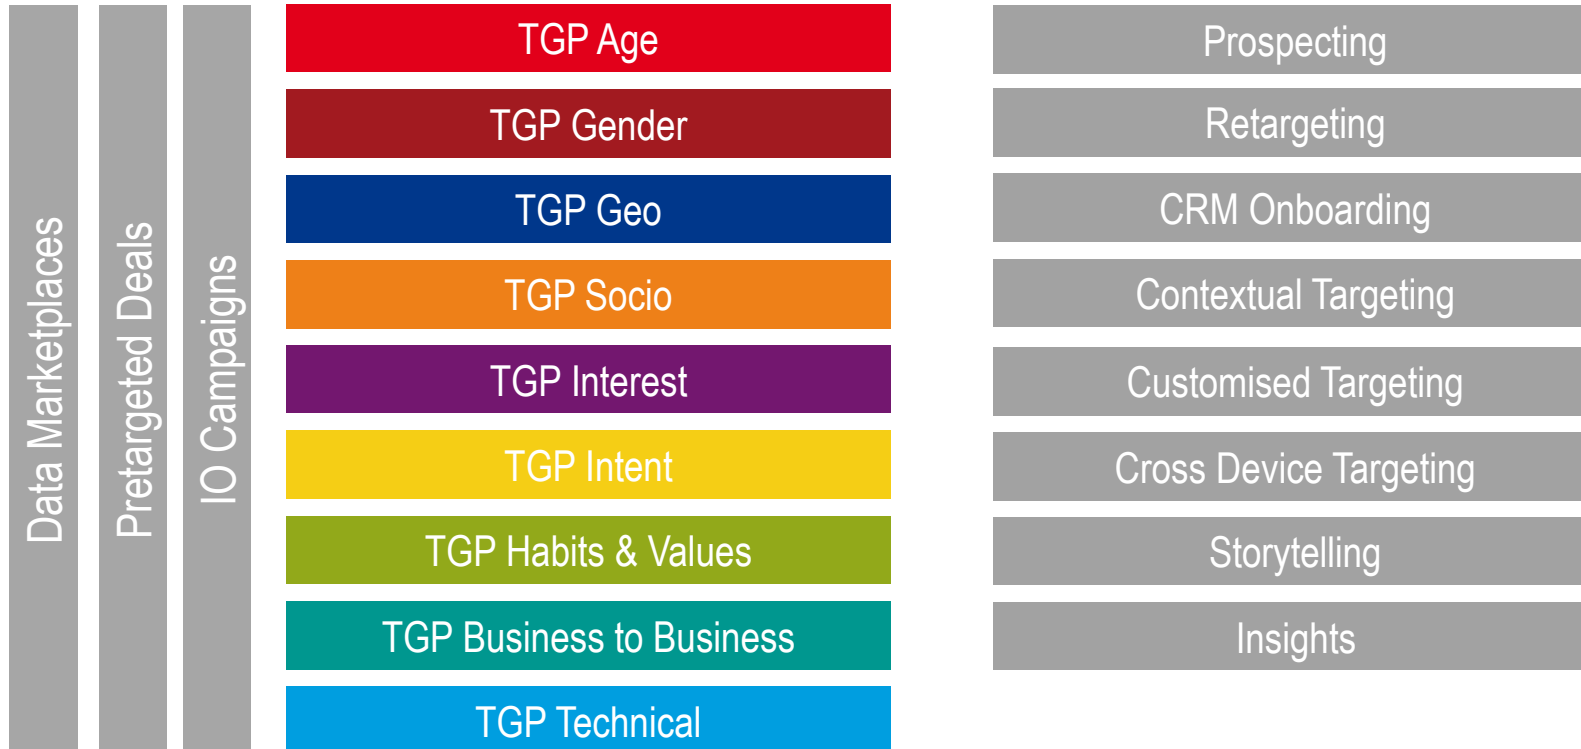 Data Marketplaces
Pretargeted Deals
IO Campaigns
TGP Age
TGP Gender
TGP Geo
TGP Socio
TGP Interest
TGP Intent
TGP Habits & Values
TGP Business to Business
TGP Technical
Prospecting
Retargeting
CRM Onboarding
Contextual Targeting
Customised Targeting
Cross Device Targeting
Storytelling
Insights